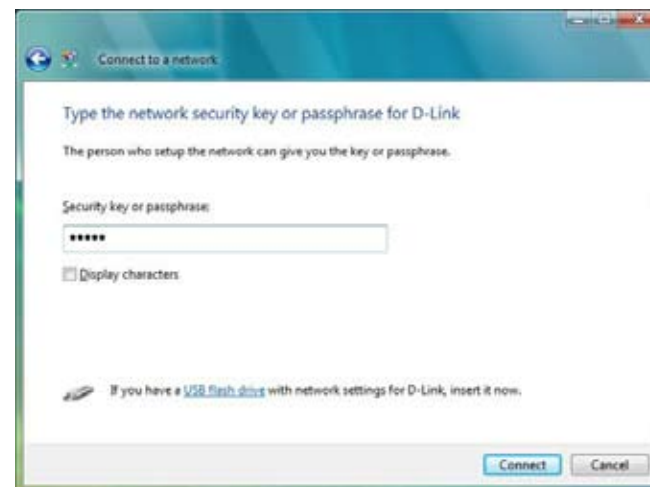 Connect to a network
Type the network security key or passphrase for D-Link
The person who setup the network can give you the key or passphrase.
Security key or passphrase:
•••••
Display characters
If you have a USB flash drive with network settings for D-Link, insert it now.
Connect Cancel